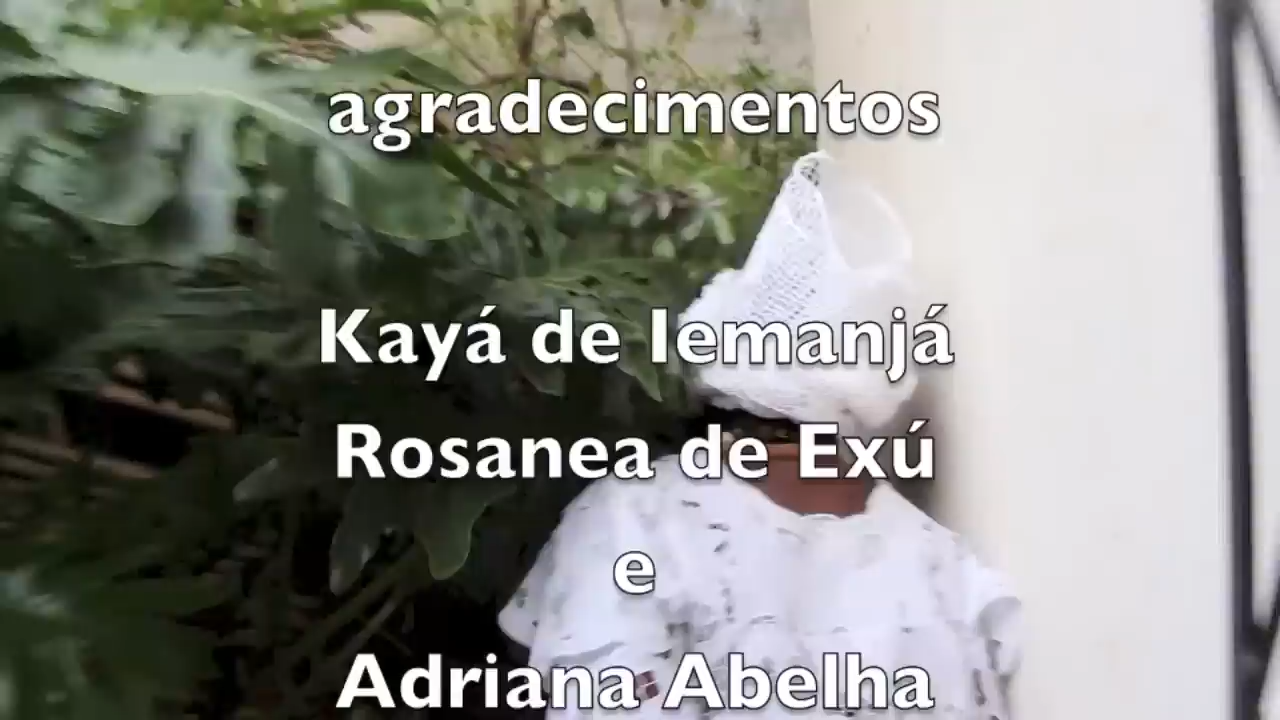 agradecimentos
Kayá de Iemanjá
Rosanea de Exú
e
Adriana Abelha